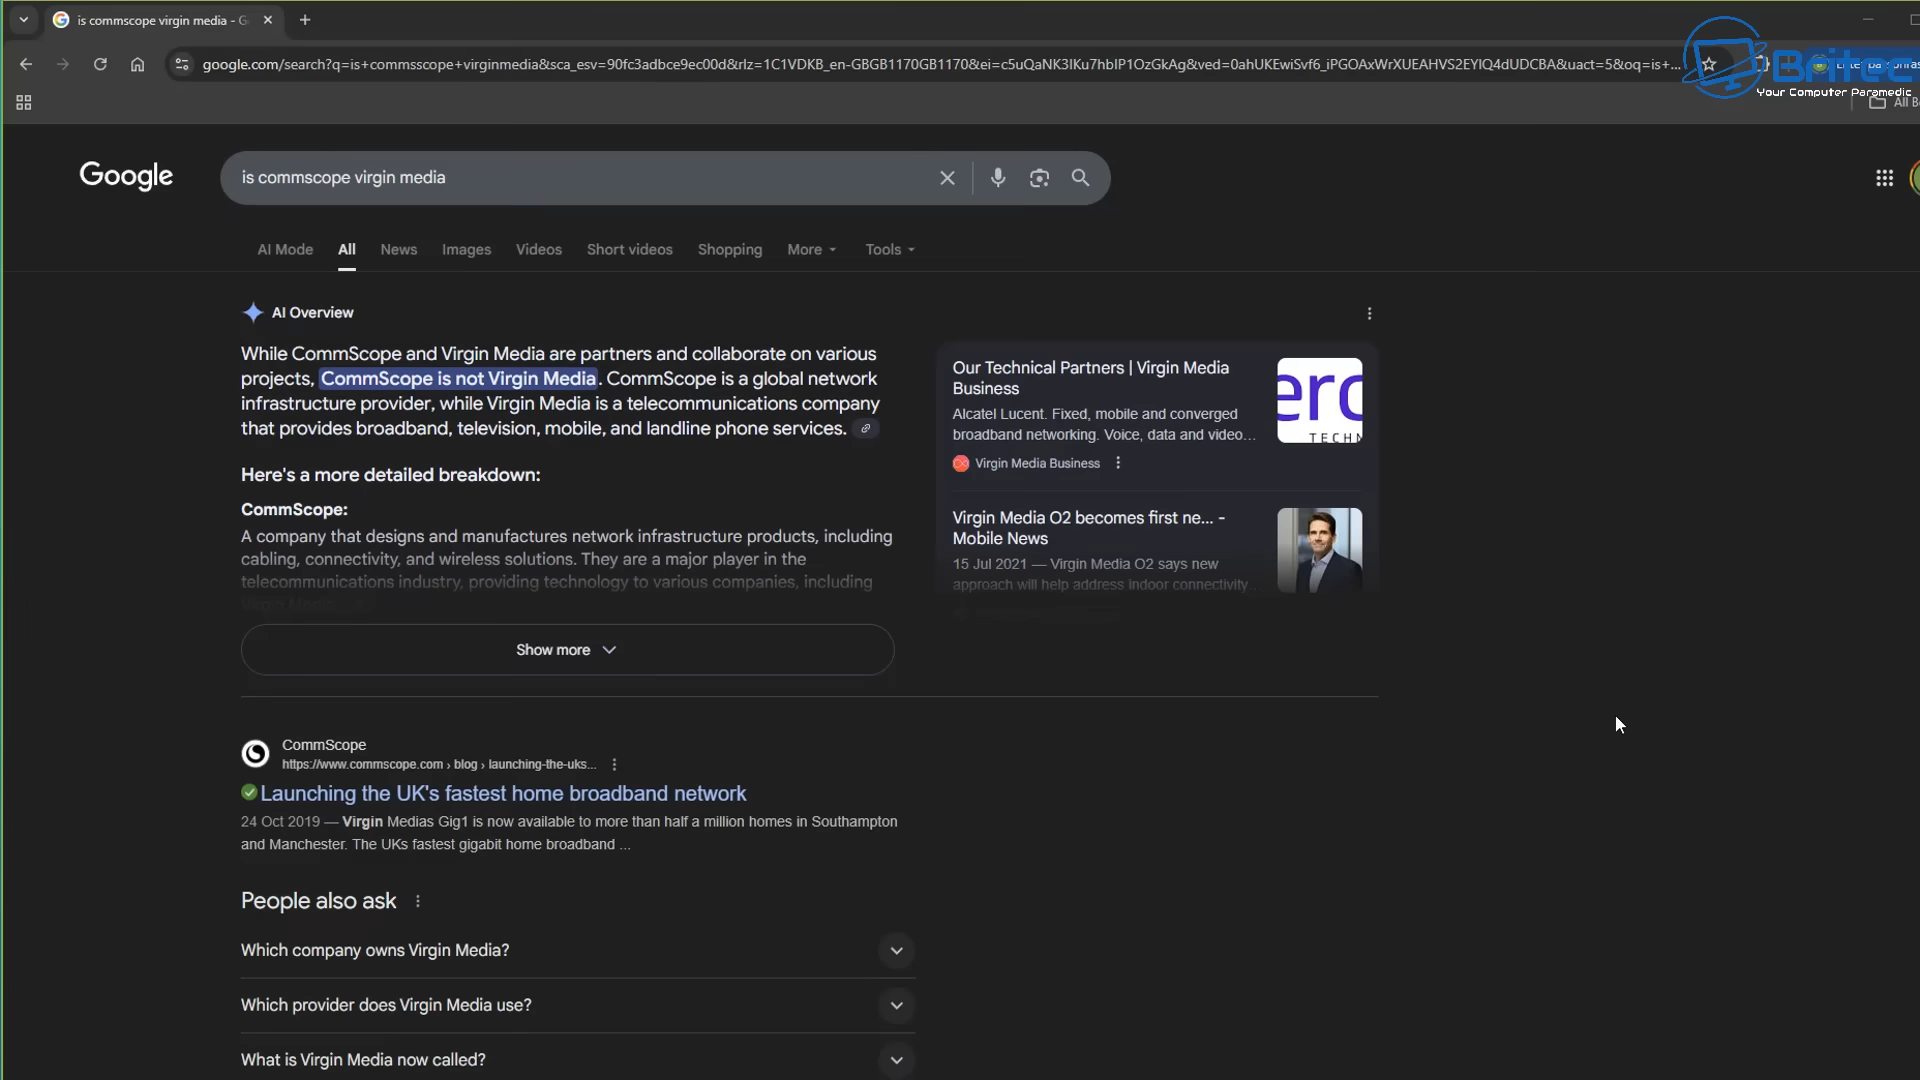 is commscope virgin media - G
Britec
Your Computer Paramedic
google.com/search?q=is+commsscope+virginmedia&sca_esv=90fc3adbce9ec00d&rlz=1C1VDKB_en-GBGB1170GB1170&ei=c5uQaNK3IKu7hbIP1OzGkAg&ved=0ahUKEwiSvf6_iPGOAxWrXUEAHVS2EYIQ4dUDCBA&uact=5&oq=is+...
All B
Google
is commscope virgin media
AI Mode
All
News
Images
Videos
Short videos
Shopping
More
Tools
AI Overview
While CommScope and Virgin Media are partners and collaborate on various
projects, CommScope is not Virgin Media. CommScope is a global network
infrastructure provider, while Virgin Media is a telecommunications company
that provides broadband, television, mobile, and landline phone services.
Here's a more detailed breakdown:
CommScope:
A company that designs and manufactures network infrastructure products, including
cabling, connectivity, and wireless solutions. They are a major player in the
telecommunications industry, providing technology to various companies, including
Virgin Media.
Show more
Our Technical Partners | Virgin Media
Business
Alcatel Lucent. Fixed, mobile and converged
broadband networking. Voice, data and video...
Virgin Media Business
erc
TECHN
Virgin Media O2 becomes first ne... -
Mobile News
15 Jul 2021 — Virgin Media O2 says new
approach will help address indoor connectivity...
CommScope
https://www.commscope.com › blog › launching-the-uks...
Launching the UK's fastest home broadband network
24 Oct 2019 — Virgin Medias Gig1 is now available to more than half a million homes in Southampton
and Manchester. The UKs fastest gigabit home broadband ...
People also ask
Which company owns Virgin Media?
Which provider does Virgin Media use?
What is Virgin Media now called?